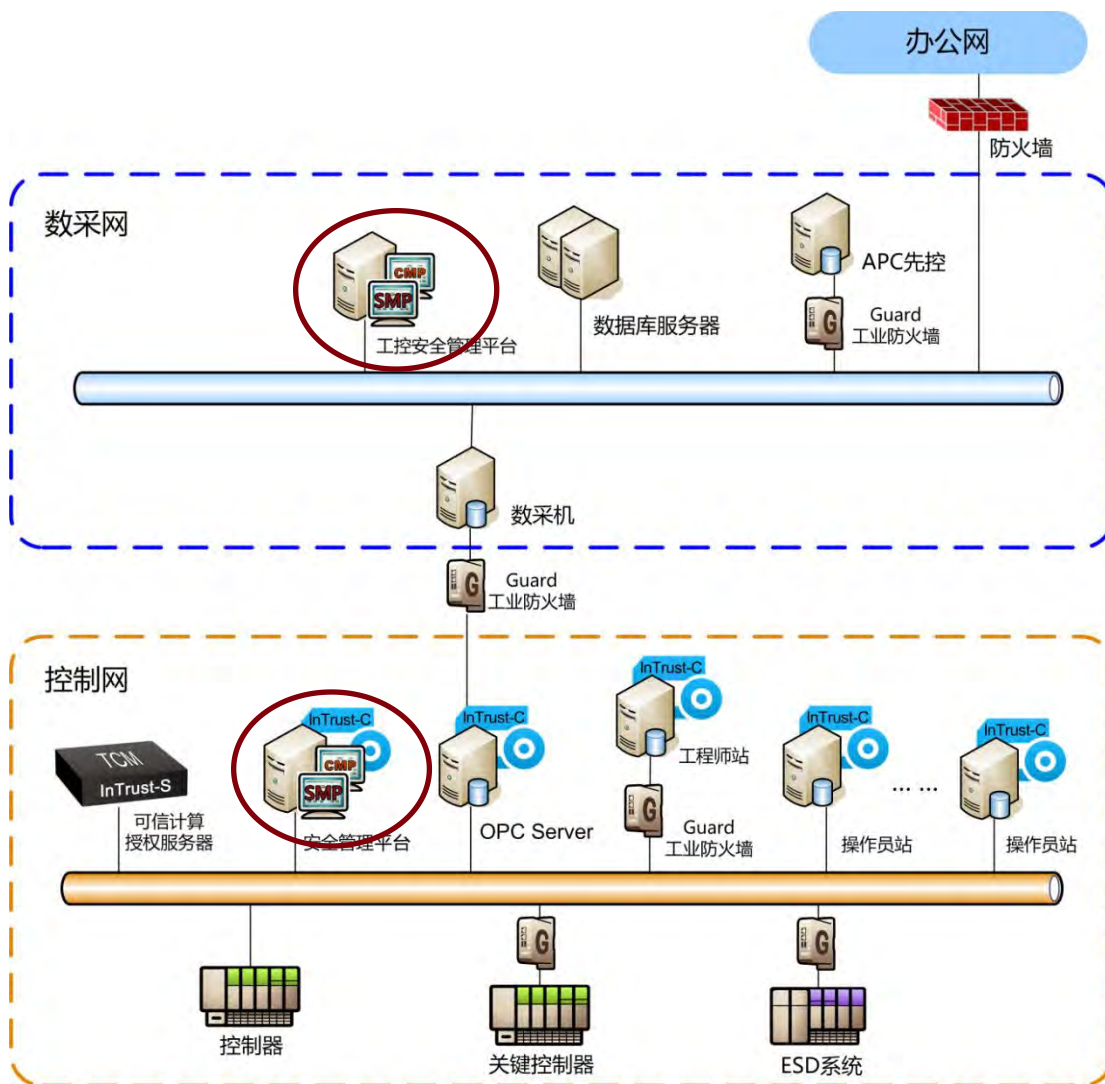 办公网
防火墙
数采网
CMP
SMP
工控安全管理平台
数据库服务器
APC先控
G
Guard
工业防火墙
数采机
G
Guard
工业防火墙
控制网
TCM
InTrust-S
可信计算
授权服务器
InTrust-C
CMP
SMP
安全管理平台
InTrust-C
OPC Server
InTrust-C
工程师站
G
Guard
工业防火墙
InTrust-C
操作员站
... ...
InTrust-C
操作员站
控制器
G
关键控制器
G
ESD系统